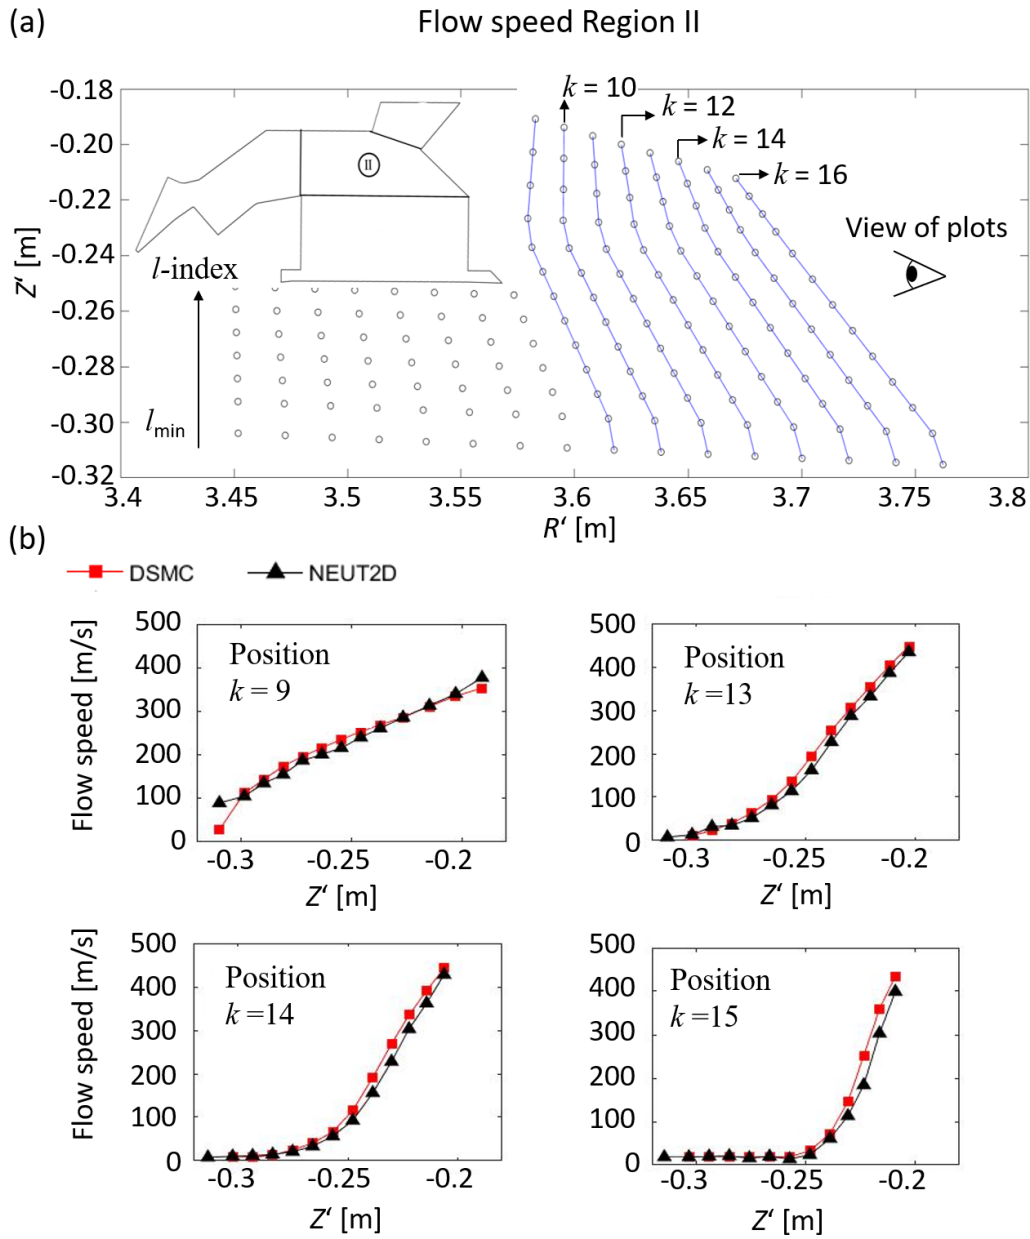 (a)
Flow speed Region II
-0.18
-0.20
-0.22
-0.24
-0.26
-0.28
-0.30
-0.32
Z' [m]
k = 10
k = 12
k = 14
k = 16
II
View of plots
l-index
lmin
3.4
3.45
3.5
3.55
3.6
3.65
3.7
3.75
3.8
R' [m]
(b)
DSMC
NEUT2D
500
400
300
200
100
0
Flow speed [m/s]
Position
k = 9
-0.3
-0.25
-0.2
Z' [m]
500
400
300
200
100
0
Position
k =13
-0.3
-0.25
-0.2
Z' [m]
500
400
300
200
100
0
Flow speed [m/s]
Position
k =14
-0.3
-0.25
-0.2
Z' [m]
500
400
300
200
100
0
Position
k =15
-0.3
-0.25
-0.2
Z' [m]